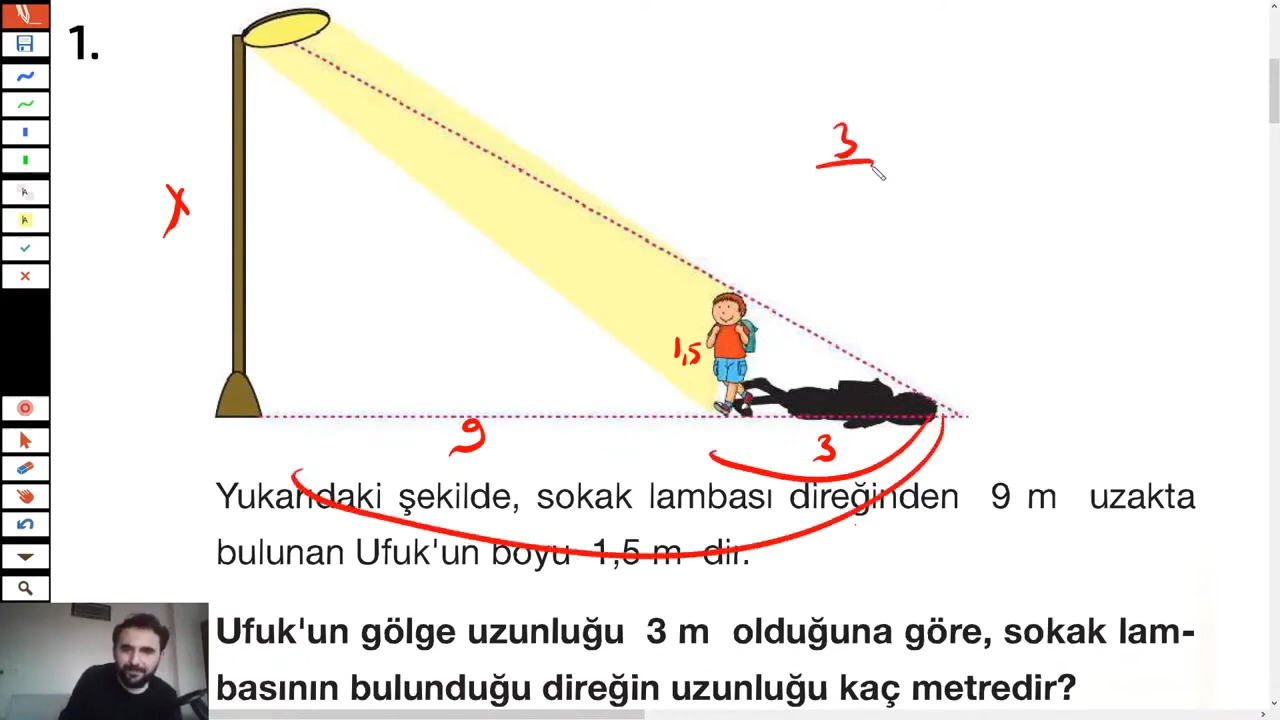 1.
3
x
1,5
9
3
Yukarıdaki şekilde, sokak lambası direğinden 9 m uzakta
bulunan Ufuk'un boyu 1,5 m dir.
Ufuk'un gölge uzunluğu 3 m olduğuna göre, sokak lam-
basının bulunduğu direğin uzunluğu kaç metredir?